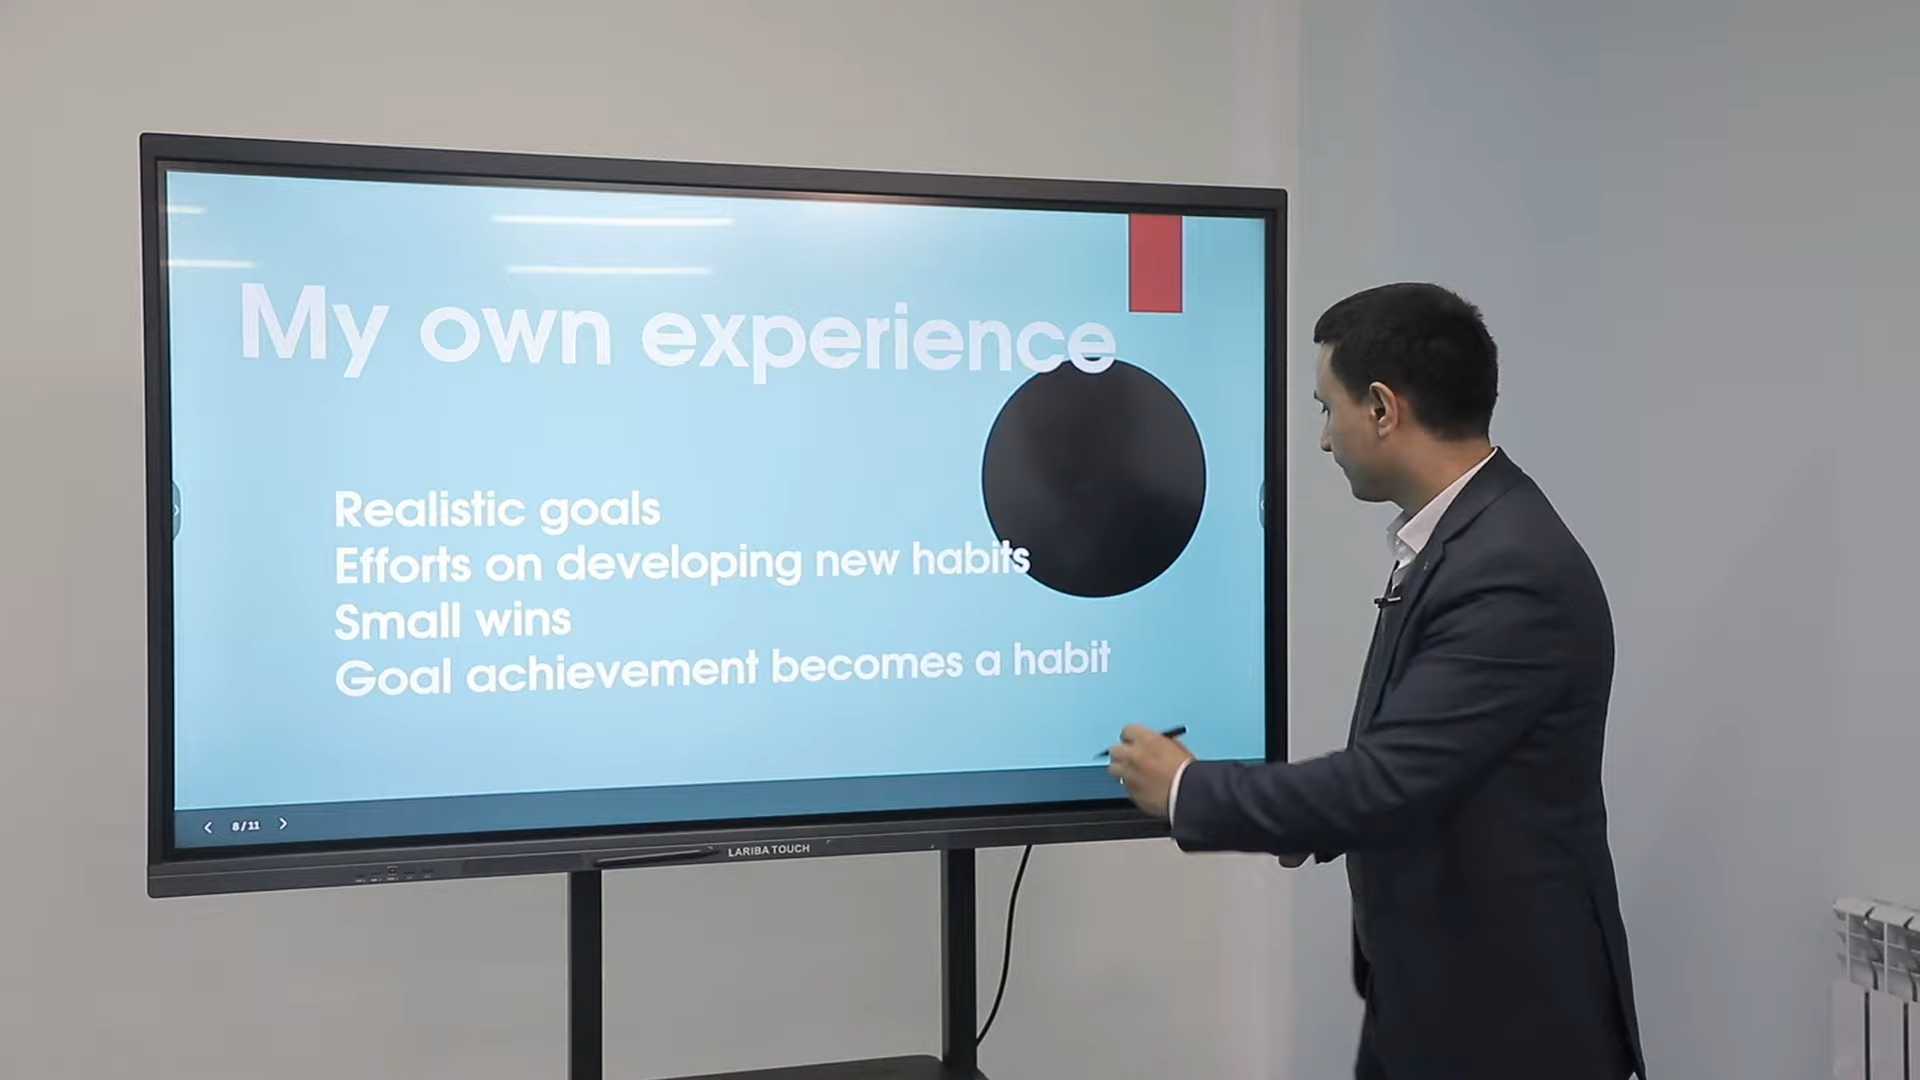 My own experience
Realistic goals
Efforts on developing new habits
Small wins
Goal achievement becomes a habit
8/11
LARIBA TOUCH